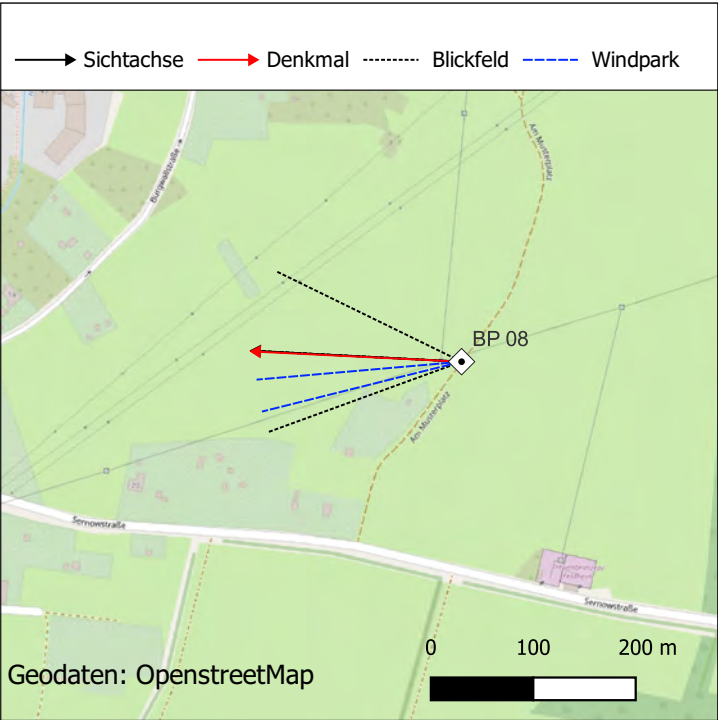 Sichtachse Denkmal Blickfeld Windpark
Am Musterplatz
Burgwallstraße
BP 08
Am Musterplatz
Sernowstraße
Sernowstraße
0 100 200 m
Geodaten: OpenstreetMap